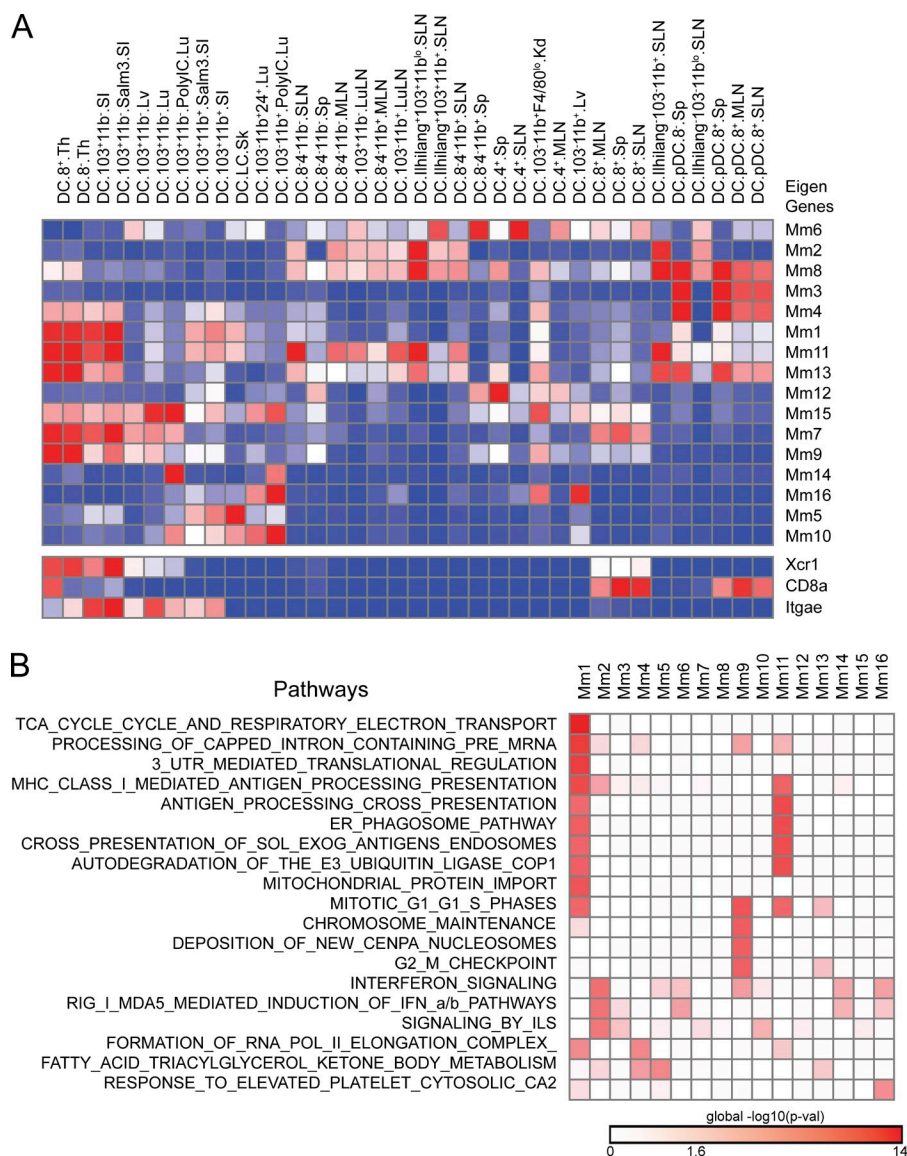 A
DC.8+.Th
DC.8-.Th
DC.103+11b-.SI
DC.103+11b-.Salm3.SI
DC.103+11b-.Lv
DC.103+11b-.Lu
DC.103+11b-.PolyIC.Lu
DC.103+11b+.Salm3.SI
DC.103+11b+.SI
DC.LC.Sk
DC.103-11b+24+.Lu
DC.103-11b+.PolyIC.Lu
DC.8-4-11b-.SLN
DC.8-4-11b-.Sp
DC.8-4-11b-.MLN
DC.103+11b-.LuLN
DC.8-4-11b+.MLN
DC.103-11b+.LuLN
DC.IIhilang+103+11blo.SLN
DC.IIhilang+103-11b+.SLN
DC.8-4-11b+.SLN
DC.8-4-11b+.Sp
DC.4+.Sp
DC.4+.SLN
DC.103-11b+F4/80lo.Kd
DC.4+.MLN
DC.103-11b+.Lv
DC.8+.MLN
DC.8+.Sp
DC.8+.SLN
DC.IIhilang-103-11b+.SLN
DC.pDC.8-.Sp
DC.IIhilang-103-11blo.SLN
DC.pDC.8+.Sp
DC.pDC.8+.MLN
DC.pDC.8+.SLN
Eigen
Genes
Mm6
Mm2
Mm8
Mm3
Mm4
Mm1
Mm11
Mm13
Mm12
Mm15
Mm7
Mm9
Mm14
Mm16
Mm5
Mm10
Xcr1
CD8a
Itgae
B
Pathways
Mm1
Mm2
Mm3
Mm4
Mm5
Mm6
Mm7
Mm8
Mm9
Mm10
Mm11
Mm12
Mm13
Mm14
Mm15
Mm16
TCA_CYCLE_CYCLE_AND_RESPIRATORY_ELECTRON_TRANSPORT
PROCESSING_OF_CAPPED_INTRON_CONTAINING_PRE_MRNA
3_UTR_MEDIATED_TRANSLATIONAL_REGULATION
MHC_CLASS_I_MEDIATED_ANTIGEN_PROCESSING_PRESENTATION
ANTIGEN_PROCESSING_CROSS_PRESENTATION
ER_PHAGOSOME_PATHWAY
CROSS_PRESENTATION_OF_SOL_EXOG_ANTIGENS_ENDOSOMES
AUTODEGRADATION_OF_THE_E3_UBIQUITIN_LIGASE_COP1
MITOCHONDRIAL_PROTEIN_IMPORT
MITOTIC_G1_G1_S_PHASES
CHROMOSOME_MAINTENANCE
DEPOSITION_OF_NEW_CENPA_NUCLEOSOMES
G2_M_CHECKPOINT
INTERFERON_SIGNALING
RIG_I_MDA5_MEDIATED_INDUCTION_OF_IFN_a/b_PATHWAYS
SIGNALING_BY_ILS
FORMATION_OF_RNA_POL_II_ELONGATION_COMPLEX_
FATTY_ACID_TRIACYLGLYCEROL_KETONE_BODY_METABOLISM
RESPONSE_TO_ELEVATED_PLATELET_CYTOSOLIC_CA2
global -log10(p-val)
0 1.6 14